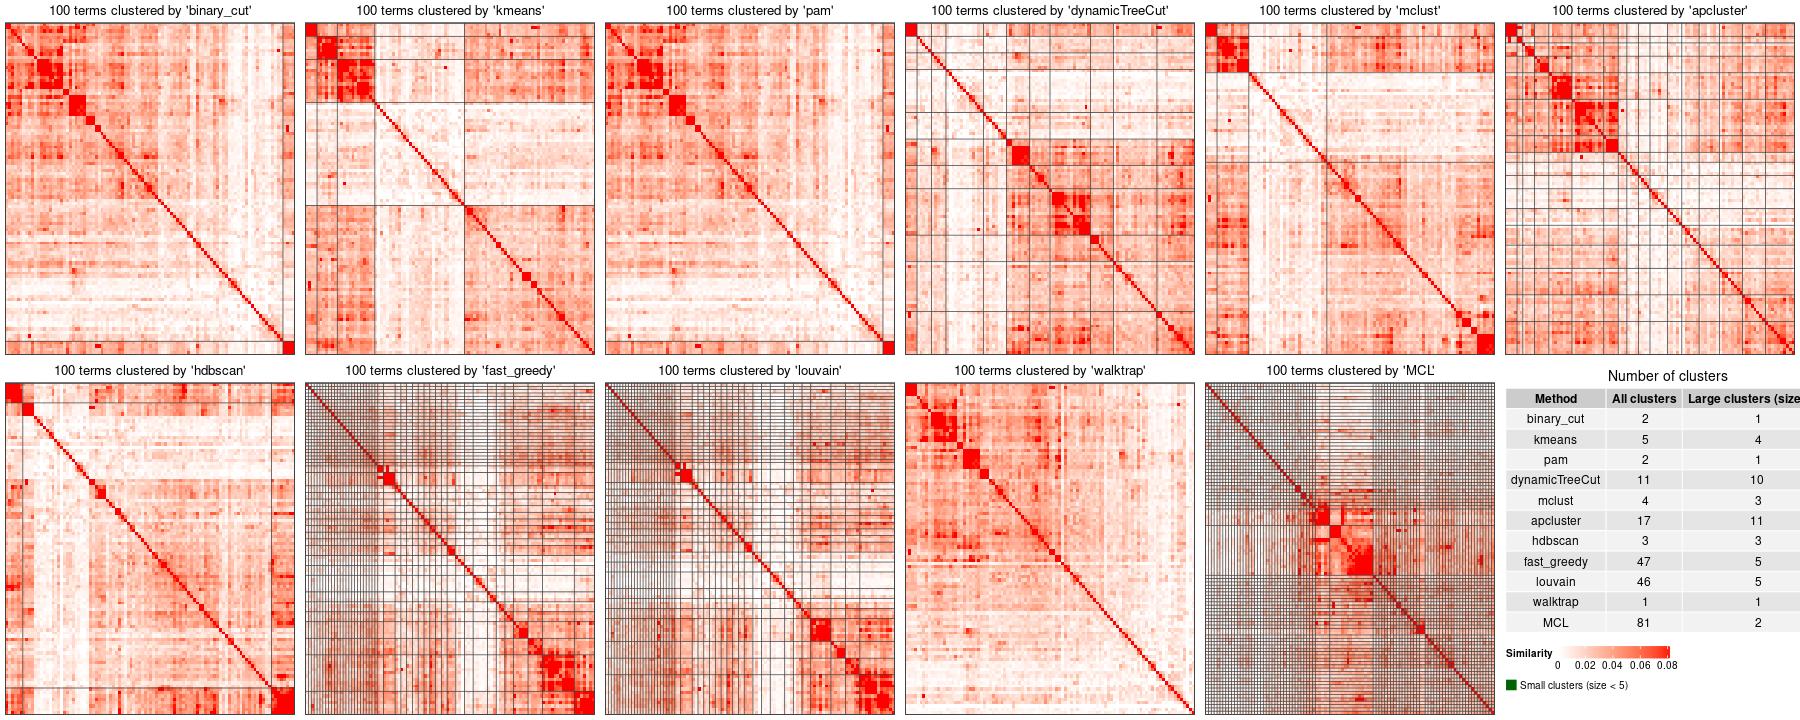 100 terms clustered by 'binary_cut'
100 terms clustered by 'kmeans'
100 terms clustered by 'pam'
100 terms clustered by 'dynamicTreeCut'
100 terms clustered by 'mclust'
100 terms clustered by 'apcluster'
100 terms clustered by 'hdbscan'
100 terms clustered by 'fast_greedy'
100 terms clustered by 'louvain'
100 terms clustered by 'walktrap'
100 terms clustered by 'MCL'
Number of clusters
Method All clusters Large clusters (size
binary_cut 2 1
kmeans 5 4
pam 2 1
dynamicTreeCut 11 10
mclust 4 3
apcluster 17 11
hdbscan 3 3
fast_greedy 47 5
louvain 46 5
walktrap 1 1
MCL 81 2
Similarity
0 0.02 0.04 0.06 0.08
Small clusters (size < 5)